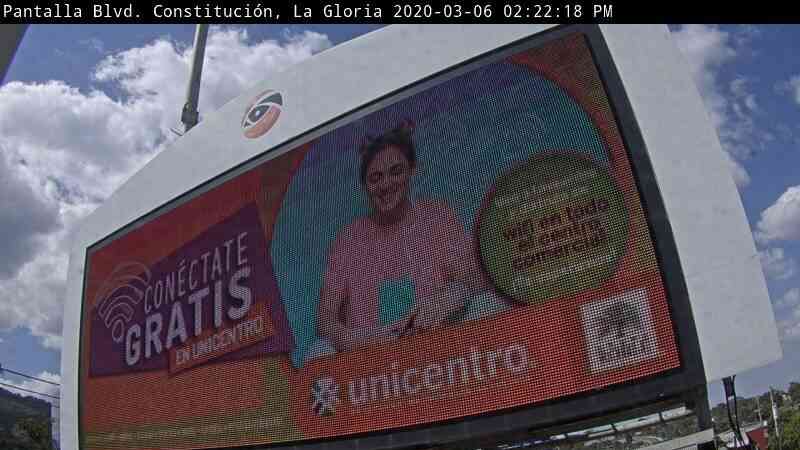 Pantalla Blvd. Constitución, La Gloria 2020-03-06 02:22:18 PM
CONÉCTATE
GRATIS
EN UNICENTRO
wifi en todo
el centro
comercial
unicentro